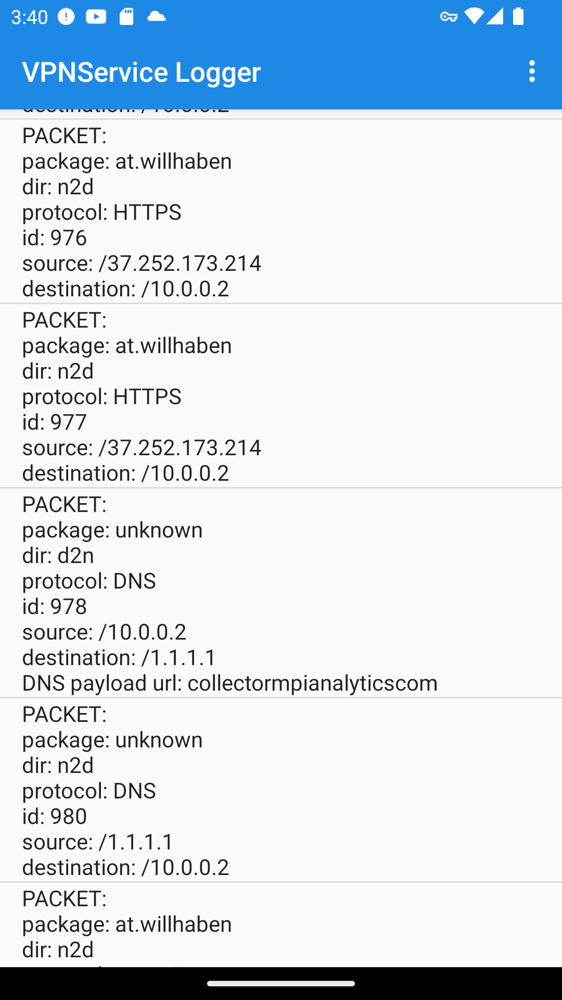 3:40
VPNService Logger
destination: /10.0.0.2
PACKET:
package: at.willhaben
dir: n2d
protocol: HTTPS
id: 976
source: /37.252.173.214
destination: /10.0.0.2
PACKET:
package: at.willhaben
dir: n2d
protocol: HTTPS
id: 977
source: /37.252.173.214
destination: /10.0.0.2
PACKET:
package: unknown
dir: d2n
protocol: DNS
id: 978
source: /10.0.0.2
destination: /1.1.1.1
DNS payload url: collectormpianalyticscom
PACKET:
package: unknown
dir: n2d
protocol: DNS
id: 980
source: /1.1.1.1
destination: /10.0.0.2
PACKET:
package: at.willhaben
dir: n2d